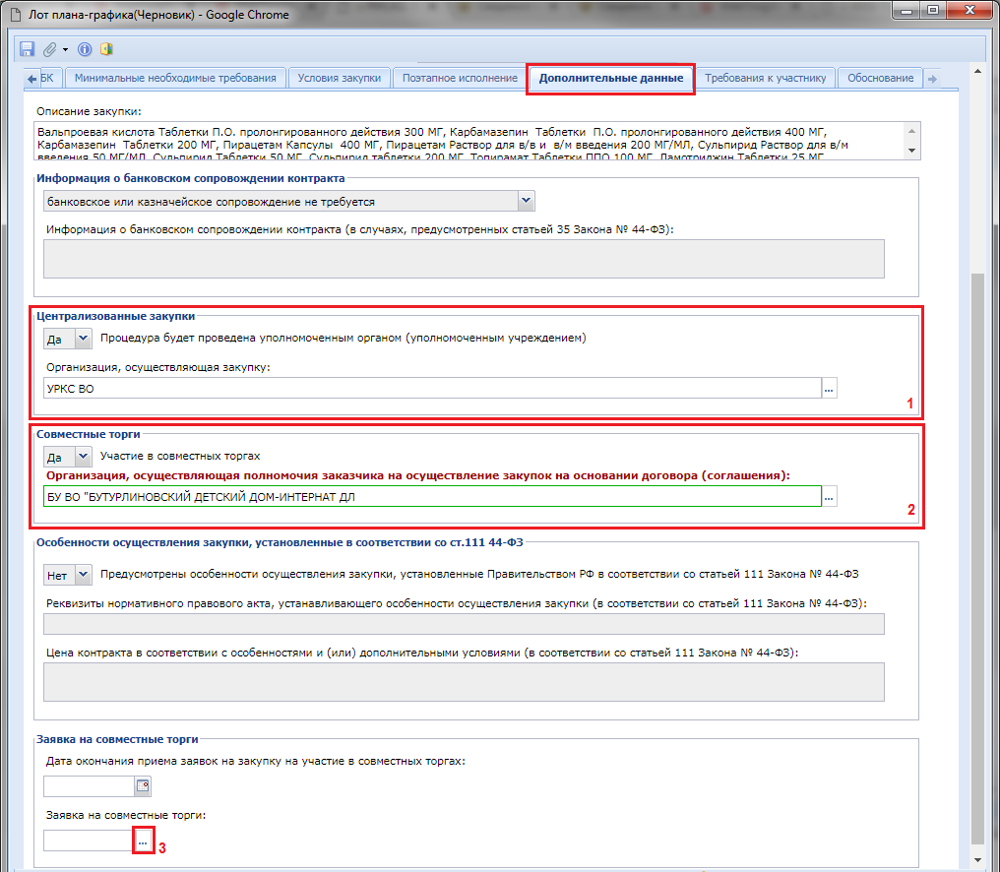 Лот плана-графика(Черновик) - Google Chrome
БК Минимальные необходимые требования Условия закупки Поэтапное исполнение Дополнительные данные Требования к участнику Обоснование
Описание закупки:
Вальпроевая кислота Таблетки П.О. пролонгированного действия 300 МГ, Карбамазепин Таблетки П.О. пролонгированного действия 400 МГ,
Карбамазепин Таблетки 200 МГ, Пирацетам Капсулы 400 МГ, Пирацетам Раствор для в/в и в/м введения 200 МГ/МЛ, Сульпирид Раствор для в/м
введения 50 МГ/МЛ, Сульпирид Таблетки 50 МГ, Сульпирид таблетки 200 МГ, Топирамат Таблетки ППО 100 МГ, Ламотриджин Таблетки 25 МГ
Информация о банковском сопровождении контракта
банковское или казначейское сопровождение не требуется
Информация о банковском сопровождении контракта (в случаях, предусмотренных статьей 35 Закона № 44-ФЗ):
Централизованные закупки
Да Процедура будет проведена уполномоченным органом (уполномоченным учреждением)
Организация, осуществляющая закупку:
УРКС ВО ...
1
Совместные торги
Да Участие в совместных торгах
Организация, осуществляющая полномочия заказчика на осуществление закупок на основании договора (соглашения):
БУ ВО "БУТУРЛИНОВСКИЙ ДЕТСКИЙ ДОМ-ИНТЕРНАТ ДЛ ...
2
Особенности осуществления закупки, установленные в соответствии со ст.111 44-ФЗ
Нет Предусмотрены особенности осуществления закупки, установленные Правительством РФ в соответствии со статьей 111 Закона № 44-ФЗ
Реквизиты нормативного правового акта, устанавливающего особенности осуществления закупки (в соответствии со статьей 111 Закона № 44-ФЗ):
Цена контракта в соответствии с особенностями и (или) дополнительными условиями (в соответствии со статьей 111 Закона № 44-ФЗ):
Заявка на совместные торги
Дата окончания приема заявок на закупку на участие в совместных торгах:
Заявка на совместные торги:
... 3